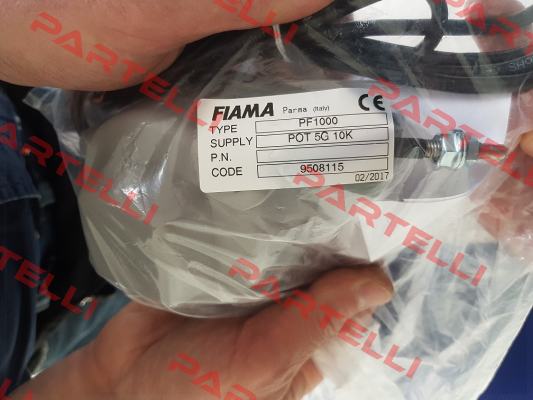 FIAMA Parma (Italy) CE
TYPE PF1000
SUPPLY POT 5G 10K
P.N.
CODE 9508115
02/2017
PARTELLI
PARTELLI
PARTELLI
PARTELLI
PARTELLI
PARTELLI
PARTELLI